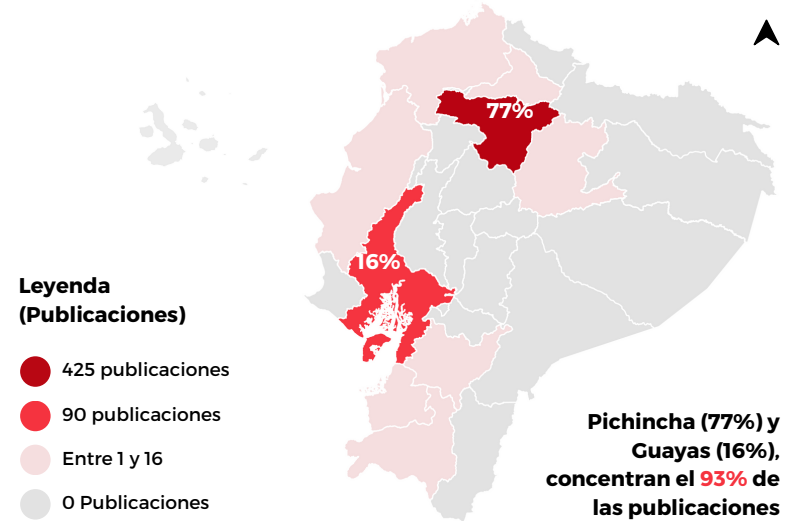 77%
16%
Leyenda
(Publicaciones)
425 publicaciones
90 publicaciones
Entre 1 y 16
0 Publicaciones
Pichincha (77%) y
Guayas (16%),
concentran el 93% de
las publicaciones